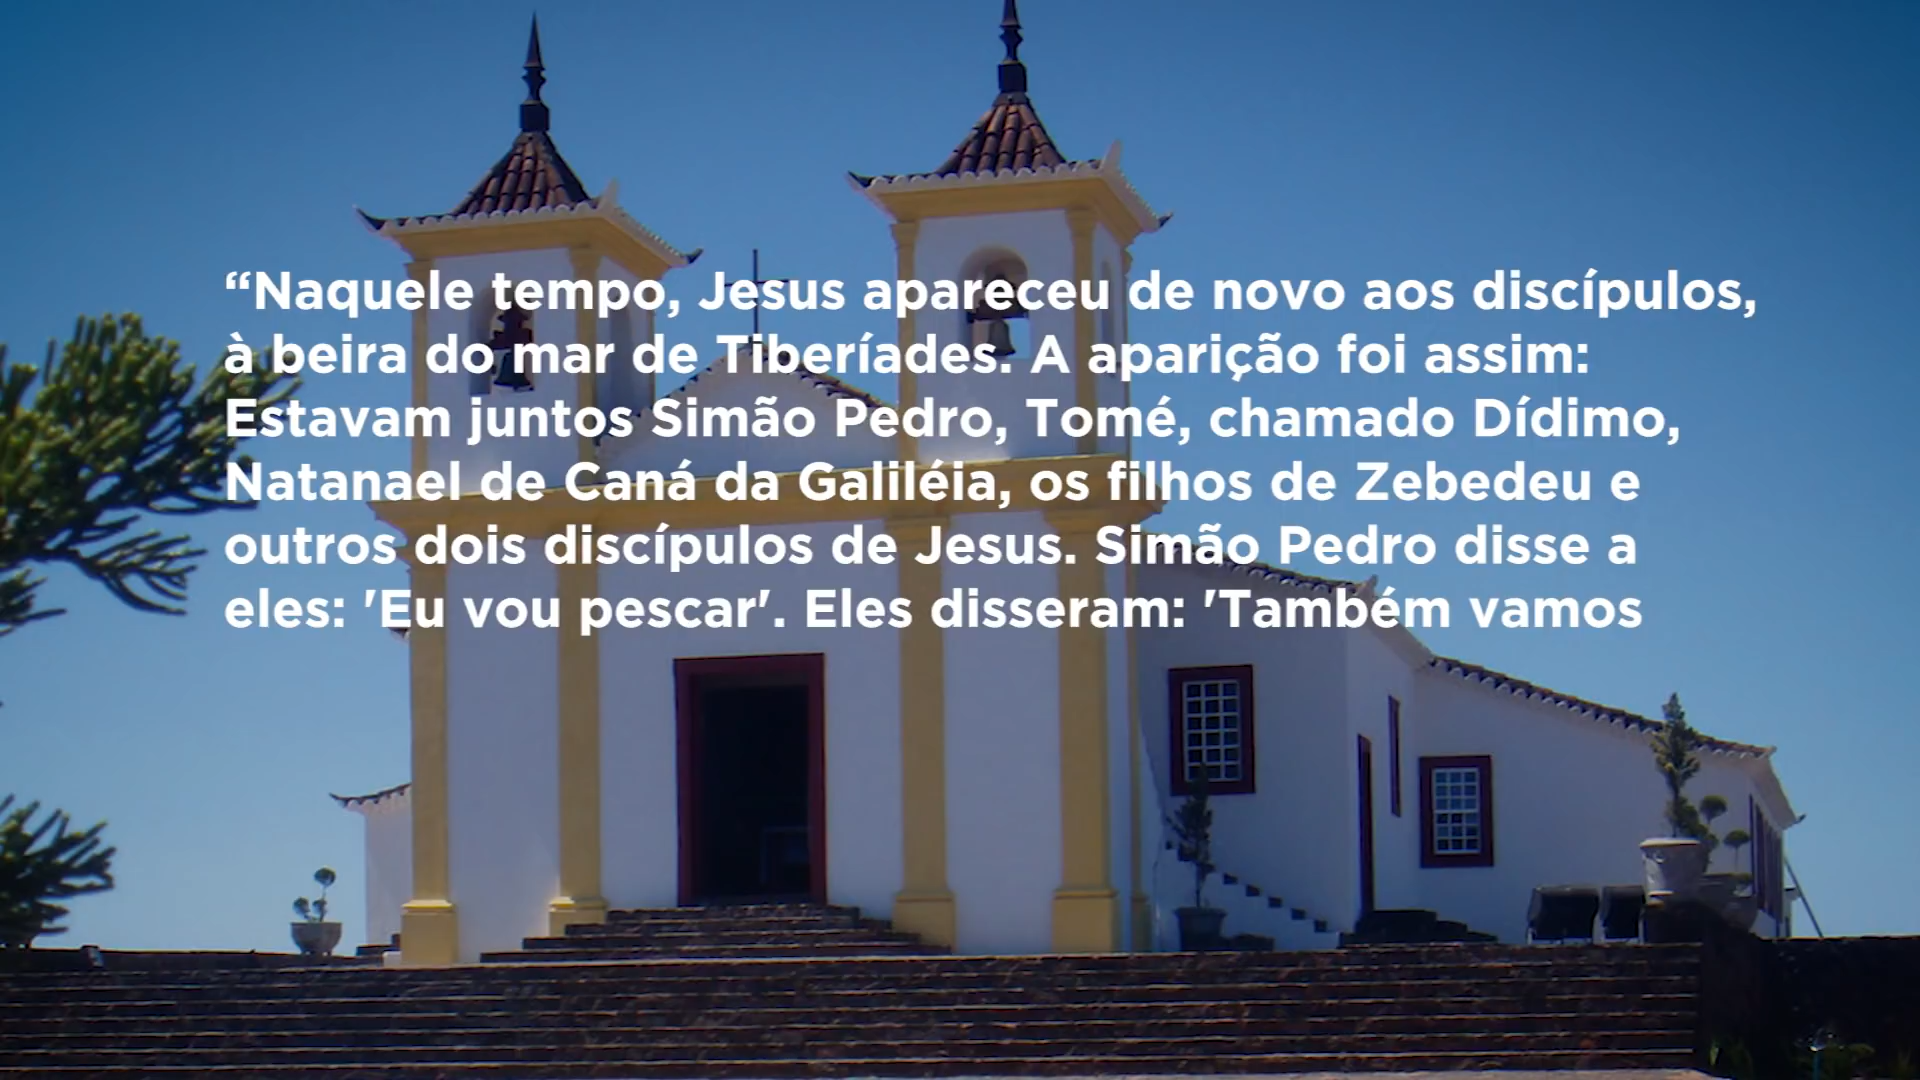 “Naquele tempo, Jesus apareceu de novo aos discípulos,
à beira do mar de Tiberíades. A aparição foi assim:
Estavam juntos Simão Pedro, Tomé, chamado Dídimo,
Natanael de Caná da Galiléia, os filhos de Zebedeu e
outros dois discípulos de Jesus. Simão Pedro disse a
eles: 'Eu vou pescar'. Eles disseram: 'Também vamos